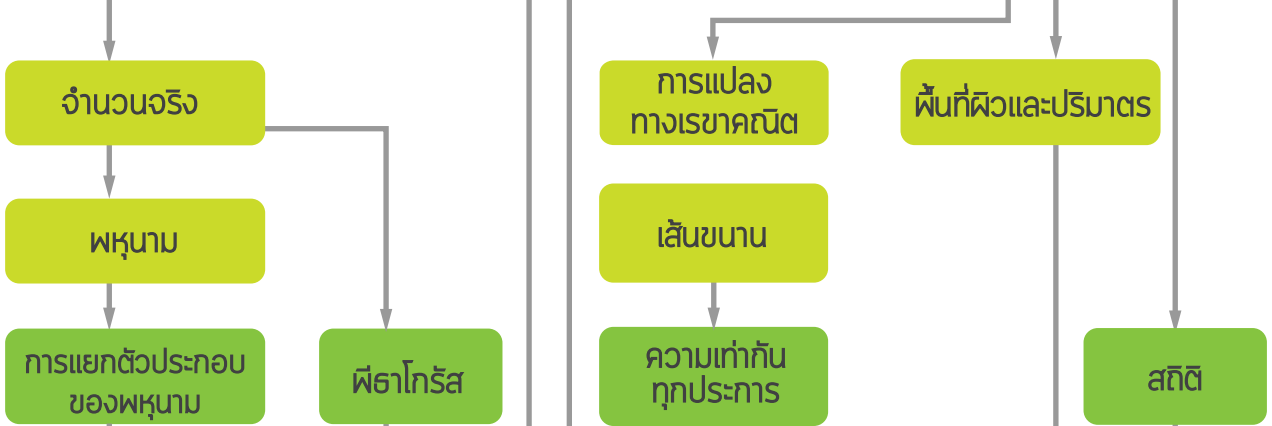 จำนวนจริง
การแปลง
ทางเรขาคณิต
พื้นที่ผิวและปริมาตร
พหุนาม
เส้นขนาน
การแยกตัวประกอบ
ของพหุนาม
พีธาโกรัส
ความเท่ากัน
ทุกประการ
สถิติ